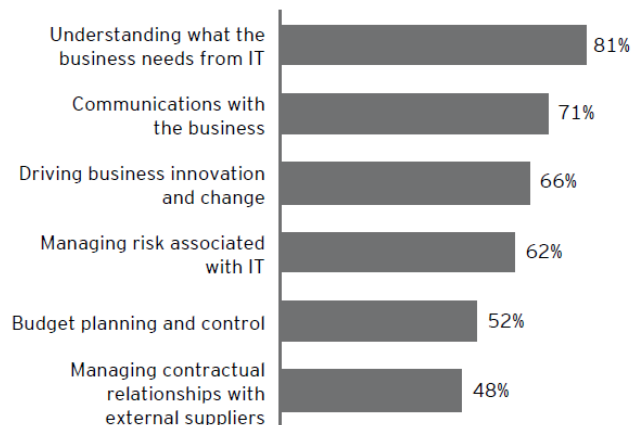 Understanding what the
business needs from IT
81%
Communications with
the business
71%
Driving business innovation
and change
66%
Managing risk associated
with IT
62%
Budget planning and control
52%
Managing contractual
relationships with
external suppliers
48%